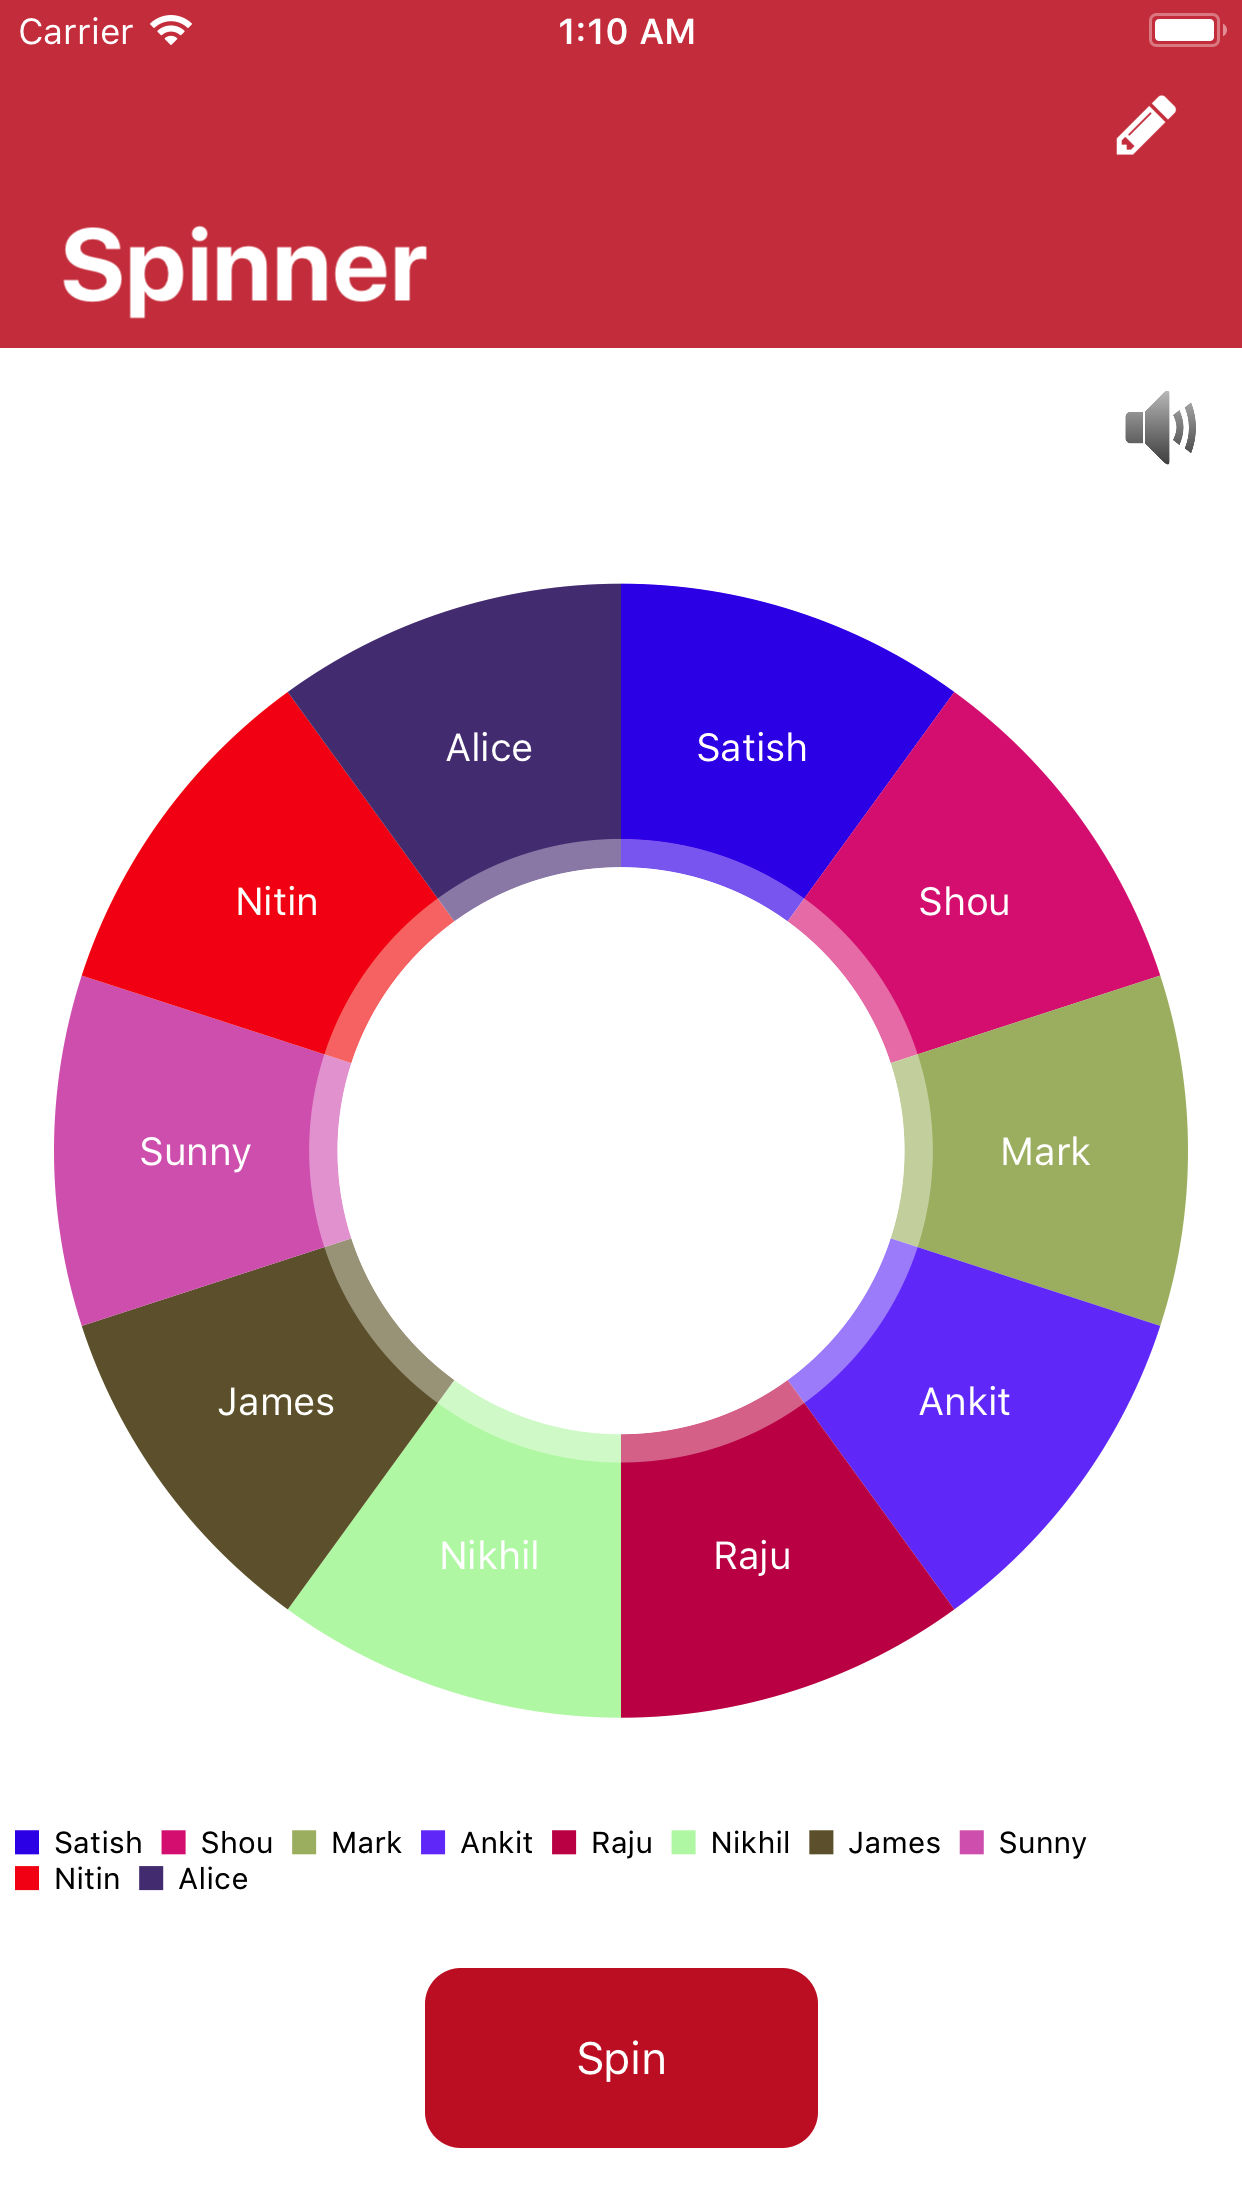 Carrier 1:10 AM
Spinner
Alice Satish
Nitin Shou
Sunny Mark
James Ankit
Nikhil Raju
Satish Shou Mark Ankit Raju Nikhil James Sunny
Nitin Alice
Spin